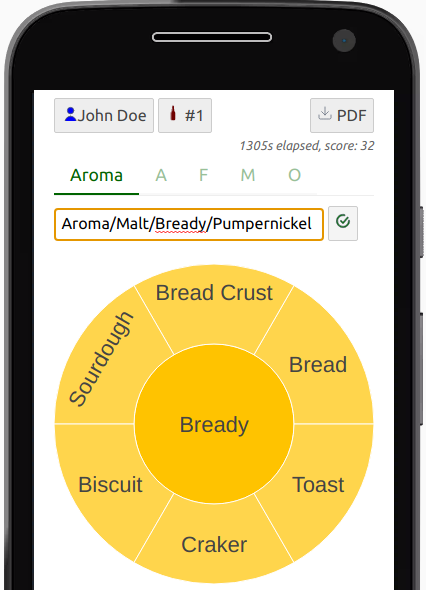 John Doe #1 PDF
1305s elapsed, score: 32
Aroma A F M O
Aroma/Malt/Bready/Pumpernickel
Bread Crust
Sourdough
Bread
Bready
Biscuit
Toast
Craker